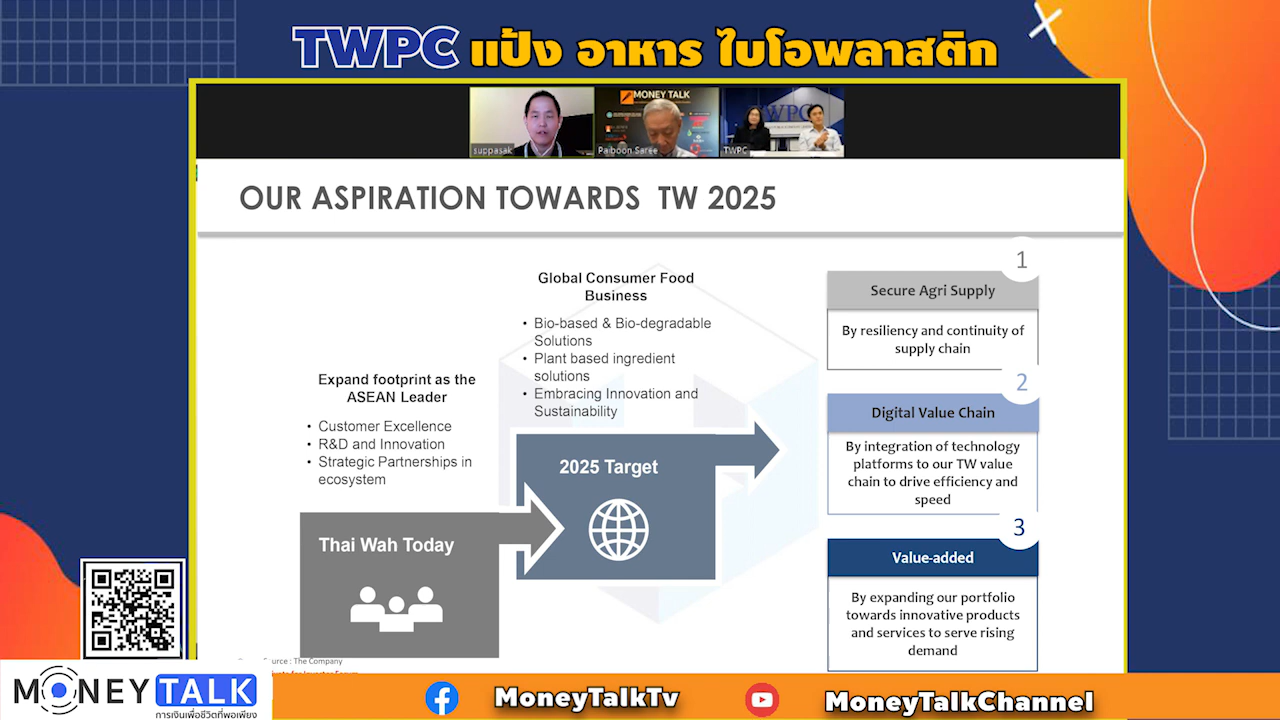 TWPC แป้ง อาหาร ไบโอพลาสติก
MONEY TALK
suppasak
Paiboon Saree
TWPC
OUR ASPIRATION TOWARDS TW 2025
Expand footprint as the
ASEAN Leader
• Customer Excellence
• R&D and Innovation
• Strategic Partnerships in
ecosystem
Thai Wah Today
Global Consumer Food
Business
• Bio-based & Bio-degradable
Solutions
• Plant based ingredient
solutions
• Embracing Innovation and
Sustainability
2025 Target
1
Secure Agri Supply
By resiliency and continuity of
supply chain
2
Digital Value Chain
By integration of technology
platforms to our TW value
chain to drive efficiency and
speed
3
Value-added
By expanding our portfolio
towards innovative products
and services to serve rising
demand
: The Company
MONEY TALK
การเงินเพื่อชีวิตที่พอเพียง
MoneyTalkTv
MoneyTalkChannel